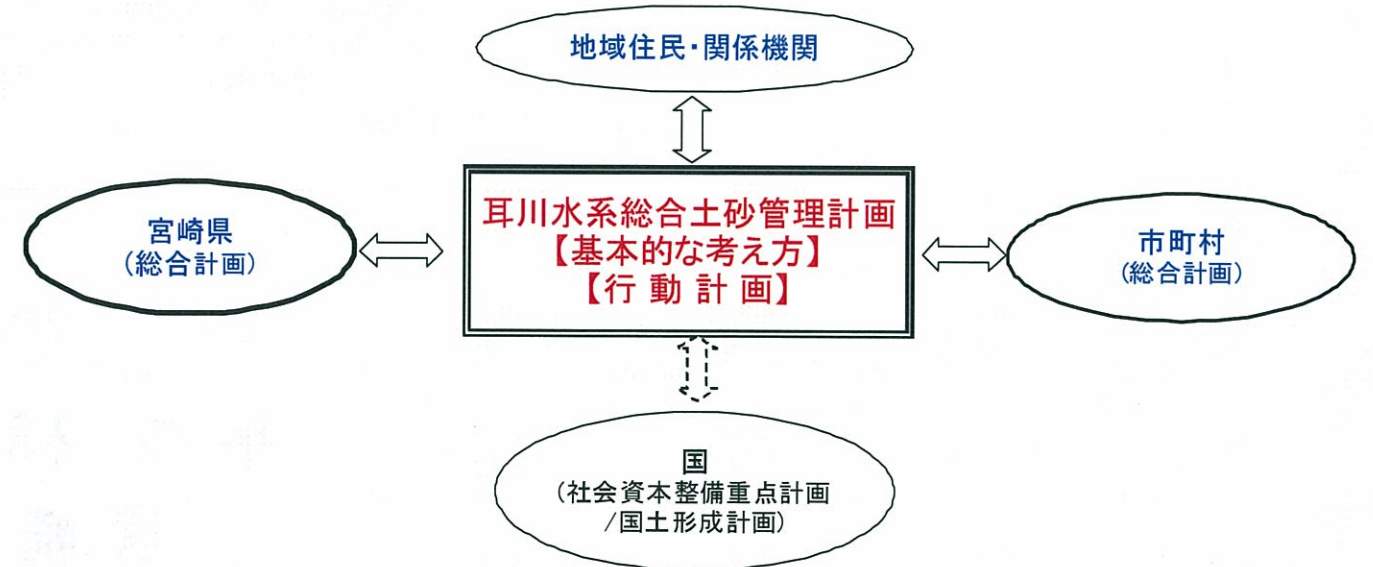 地域住民・関係機関
宮崎県
(総合計画)
耳川水系総合土砂管理計画
【基本的な考え方】
【行動計画】
市町村
(総合計画)
国
(社会資本整備重点計画
/国土形成計画)